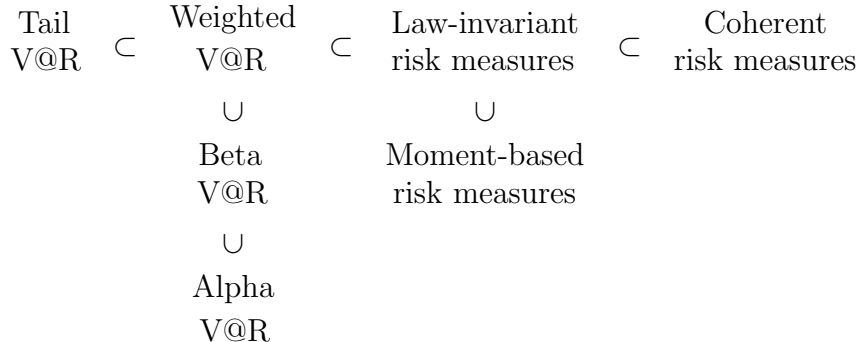 Tail ⊂ Weighted ⊂ Law-invariant ⊂ Coherent
V@R V@R risk measures risk measures
∪ ∪
Beta Moment-based
V@R risk measures
∪
Alpha
V@R